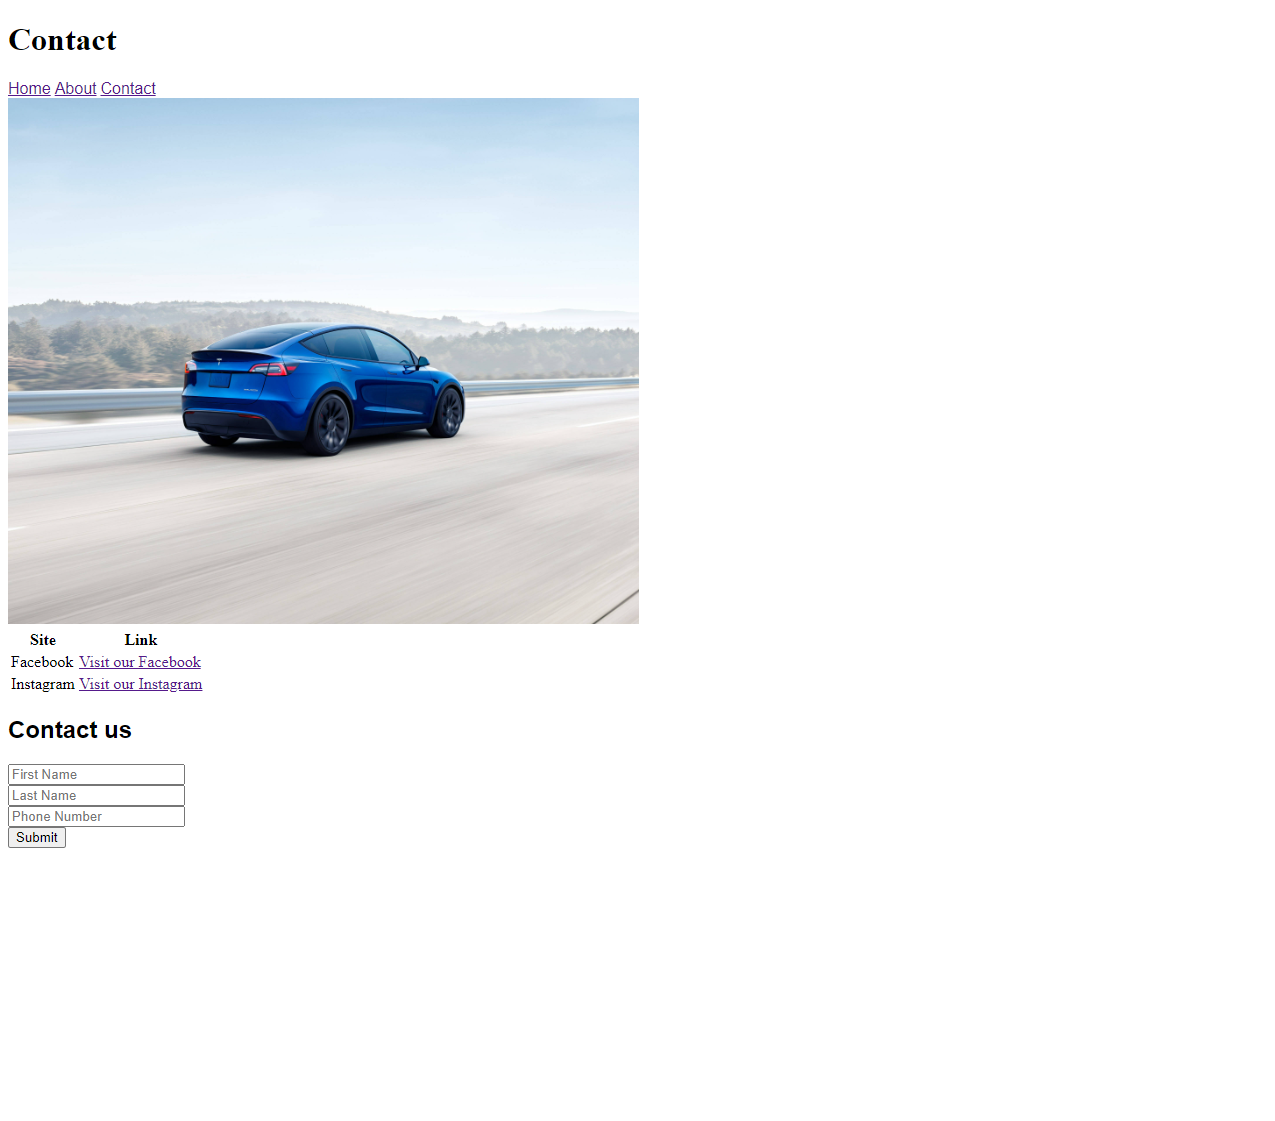 Contact
Home About Contact
Site Link
Facebook Visit our Facebook
Instagram Visit our Instagram
Contact us
First Name
Last Name
Phone Number
Submit